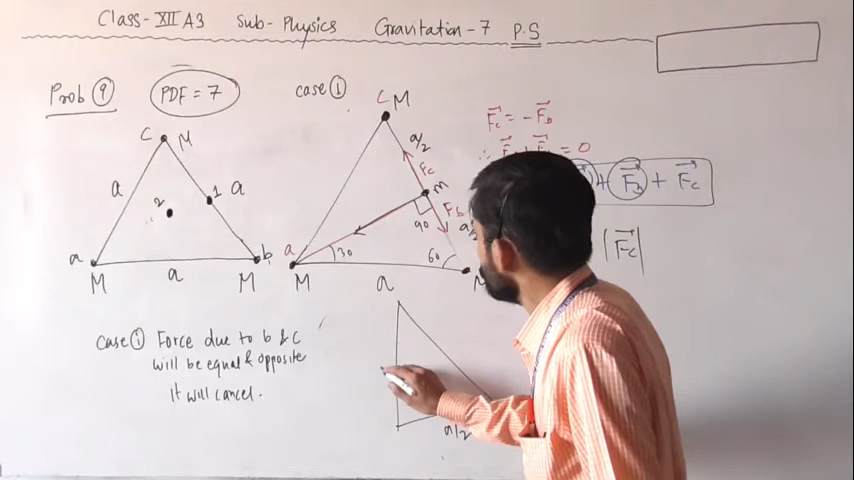 Class - XII A3 Sub - Physics Gravitation - 7 P.S
Prob 9 PDF = 7 case 1
C M
a a
2 1
a b
M a M
C M
a/2
Fc
m
Fb
90
30 60
a
M a
Fc = - Fb
= 0
+ FB + Fc
|Fc|
case 1 Force due to b & c
will be equal & opposite
It will cancel.
a/2